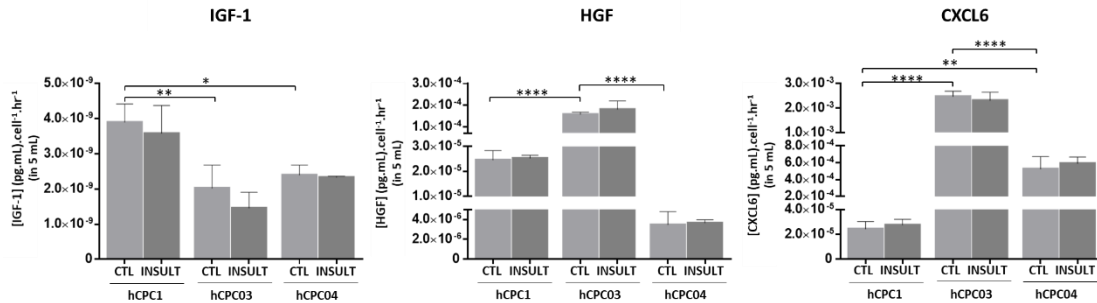 IGF-1
[IGF-1] (pg.mL).cell⁻¹.hr⁻¹
(in 5 mL)
5.0×10⁻⁹
4.0×10⁻⁹
3.0×10⁻⁹
2.0×10⁻⁹
1.0×10⁻⁹
0
*
**
CTL INSULT CTL INSULT CTL INSULT
hCPC1 hCPC03 hCPC04
HGF
[HGF] (pg.mL).cell⁻¹.hr⁻¹
(in 5 mL)
3.0×10⁻⁴
2.0×10⁻⁴
1.0×10⁻⁴
3.0×10⁻⁵
2.0×10⁻⁵
1.0×10⁻⁵
4.0×10⁻⁶
2.0×10⁻⁶
0
****
****
CTL INSULT CTL INSULT CTL INSULT
hCPC1 hCPC03 hCPC04
CXCL6
[CXCL6] (pg.mL).cell⁻¹.hr⁻¹
(in 5 mL)
3.0×10⁻³
2.0×10⁻³
1.0×10⁻³
8.0×10⁻⁴
6.0×10⁻⁴
4.0×10⁻⁴
2.0×10⁻⁴
4.0×10⁻⁵
2.0×10⁻⁵
0
****
**
****
CTL INSULT CTL INSULT CTL INSULT
hCPC1 hCPC03 hCPC04